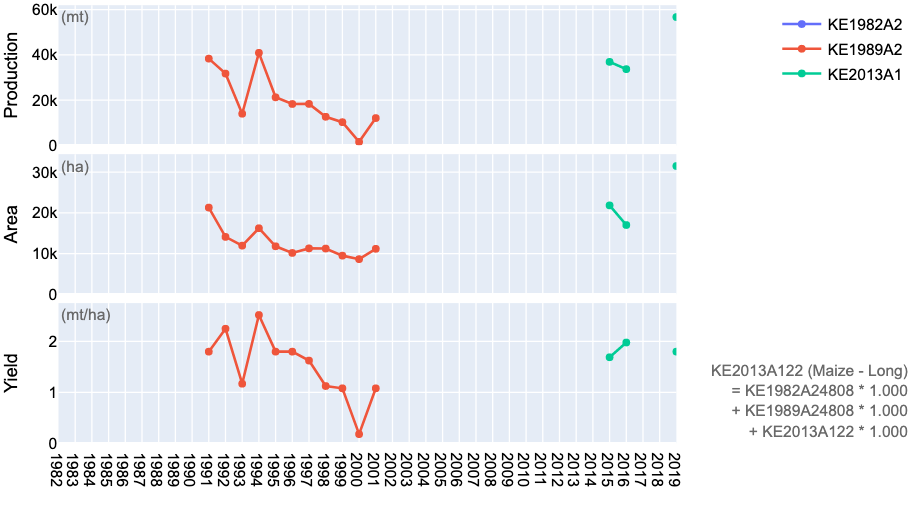 60k
(mt)
40k
20k
0
Production
(ha)
30k
20k
10k
0
Area
(mt/ha)
2
1
0
Yield
1982
1983
1984
1985
1986
1987
1988
1989
1990
1991
1992
1993
1994
1995
1996
1997
1998
1999
2000
2001
2002
2003
2004
2005
2006
2007
2008
2009
2010
2011
2012
2013
2014
2015
2016
2017
2018
2019
KE1982A2
KE1989A2
KE2013A1
KE2013A122 (Maize - Long)
= KE1982A24808 * 1.000
+ KE1989A24808 * 1.000
+ KE2013A122 * 1.000